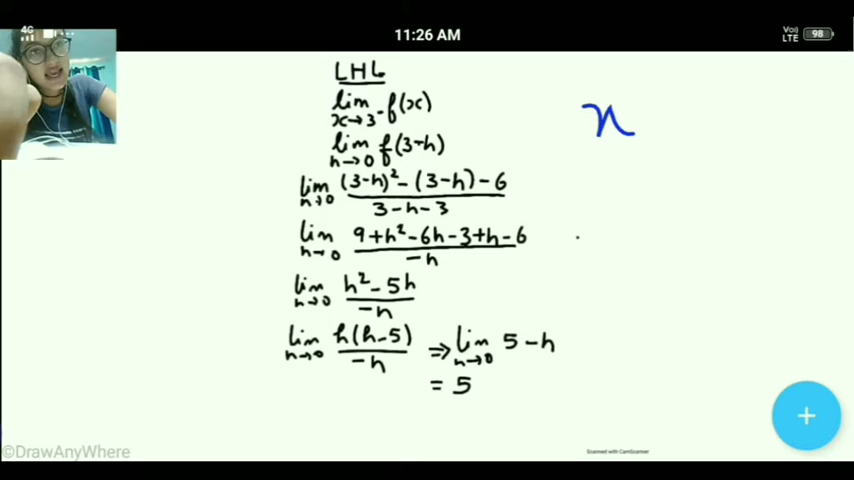 4G
11:26 AM
Vo)) LTE 98
LHL
lim x→3⁻ f(x)
lim h→0 f(3-h)
lim h→0 (3-h)² - (3-h) - 6 / 3-h-3
lim h→0 9+h²-6h-3+h-6 / -h
lim h→0 h²-5h / -h
lim h→0 h(h-5) / -h ⇒ lim h→0 5-h
= 5
x
©DrawAnyWhere
Scanned with CamScanner